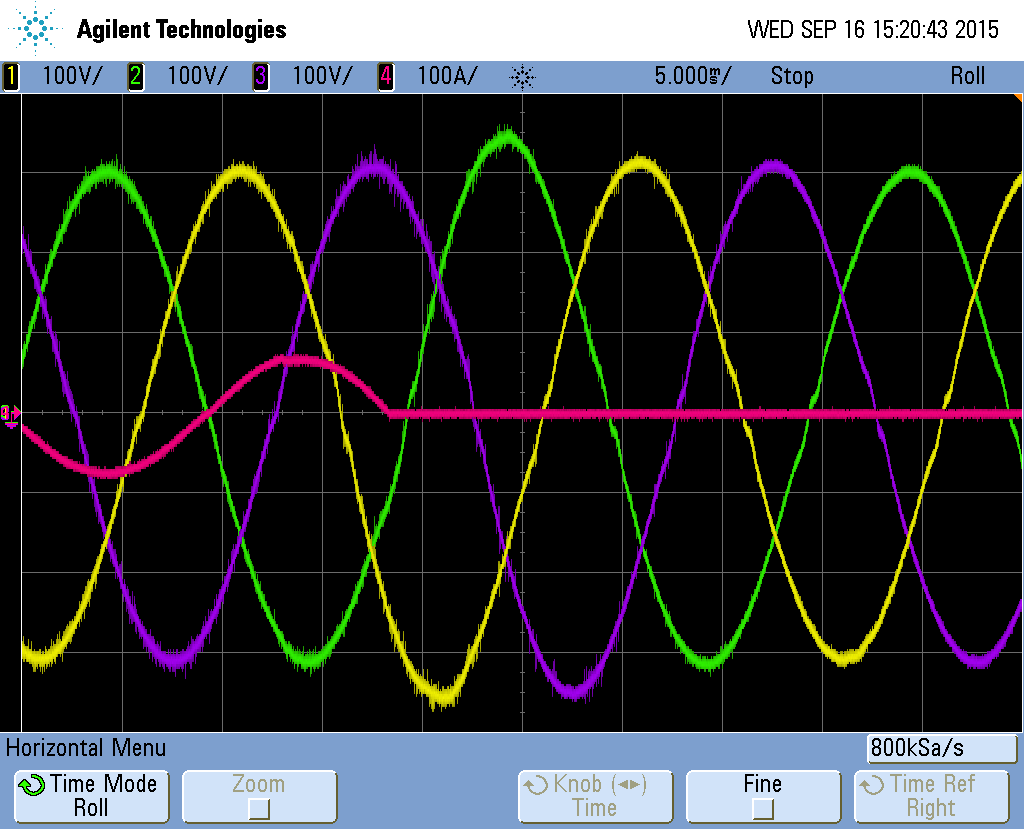 Agilent Technologies WED SEP 16 15:20:43 2015
1 100V/ 2 100V/ 3 100V/ 4 100A/ 5.000ms/ Stop Roll
Horizontal Menu 800kSa/s
Time Mode
Roll
Zoom
Knob (◄►)
Time
Fine
Time Ref
Right